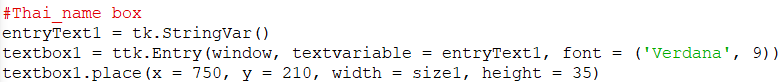 #Thai_name box
entryText1 = tk.StringVar()
textbox1 = ttk.Entry(window, textvariable = entryText1, font = ('Verdana', 9))
textbox1.place(x = 750, y = 210, width = size1, height = 35)